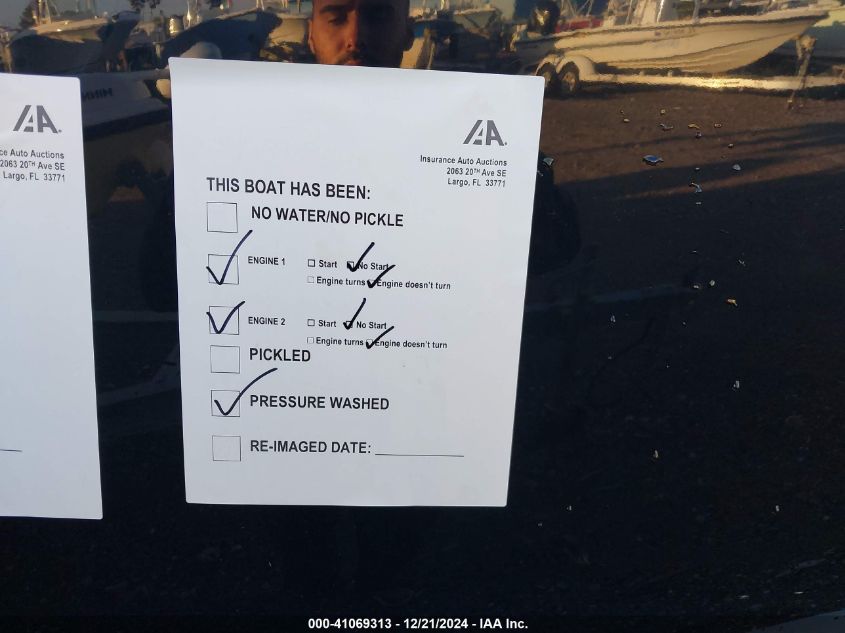 IAA
ce Auto Auctions
2063 20TH Ave SE
Largo, FL 33771
IAA
Insurance Auto Auctions
2063 20TH Ave SE
Largo, FL 33771
THIS BOAT HAS BEEN:
NO WATER/NO PICKLE
ENGINE 1 Start No Start
Engine turns Engine doesn't turn
ENGINE 2 Start No Start
Engine turns Engine doesn't turn
PICKLED
PRESSURE WASHED
RE-IMAGED DATE:
000-41069313 - 12/21/2024 - IAA Inc.